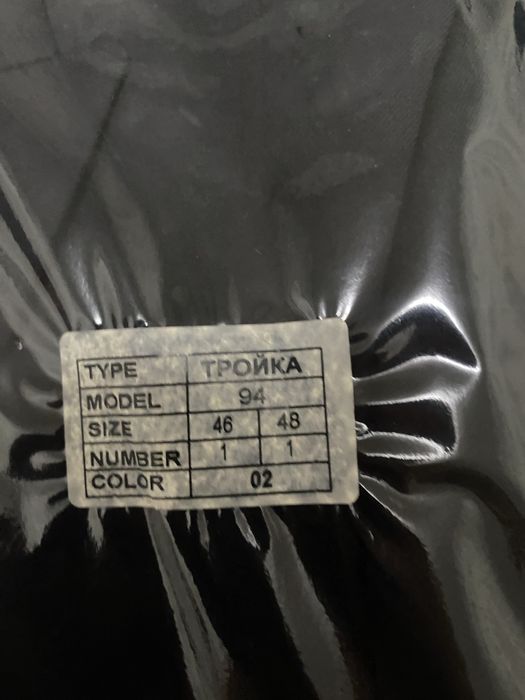 TYPE ТРОЙКА
MODEL 94
SIZE 46 48
NUMBER 1 1
COLOR 02